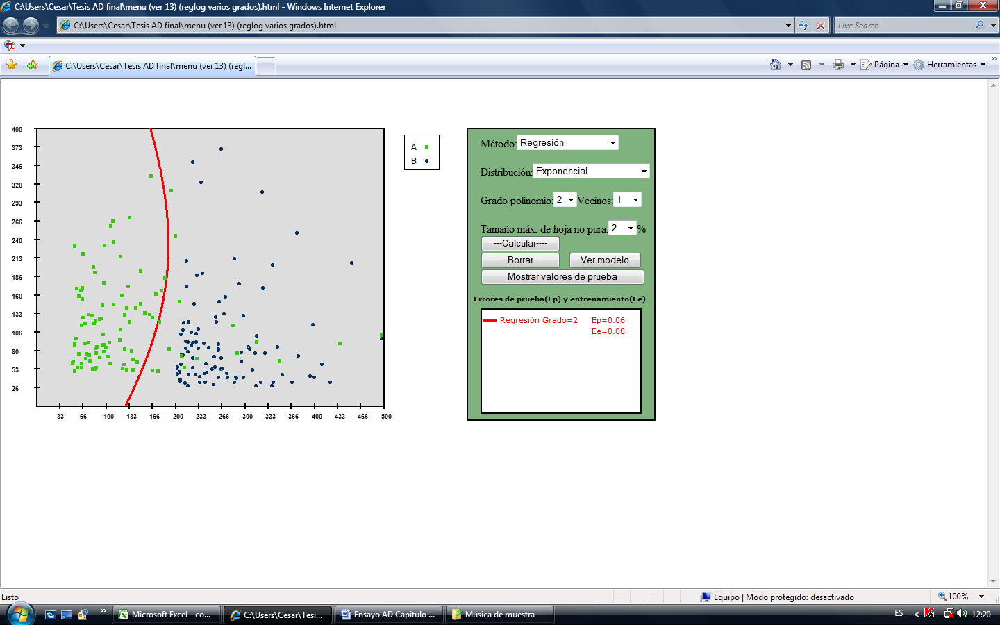 C:\Users\Cesar\Tesis AD final\menu (ver 13) (reglog varios grados).html - Windows Internet Explorer
C:\Users\Cesar\Tesis AD final\menu (ver 13) (reglog varios grados).html
Live Search
C:\Users\Cesar\Tesis AD final\menu (ver 13) (regl...
Página
Herramientas
400
373
346
320
293
266
240
213
186
160
133
106
80
53
26
33 66 100 133 166 200 233 266 300 333 366 400 433 466 500
A
B
Método: Regresión
Distribución: Exponencial
Grado polinomio: 2 Vecinos: 1
Tamaño máx. de hoja no pura: 2 %
---Calcular----
-----Borrar----- Ver modelo
Mostrar valores de prueba
Errores de prueba(Ep) y entrenamiento(Ee)
Regresión Grado=2 Ep=0.06
Ee=0.08
Listo
Equipo | Modo protegido: desactivado
100%
Microsoft Excel - co...
C:\Users\Cesar\Tesi...
Ensayo AD Capitulo ...
Música de muestra
ES
12:20